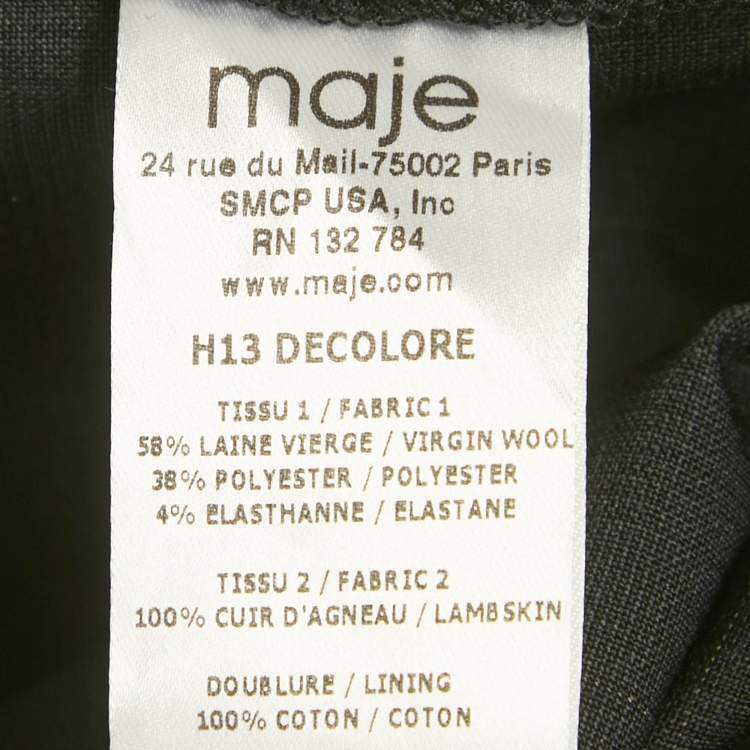 maje
24 rue du Mail-75002 Paris
SMCP USA, Inc
RN 132 784
www.maje.com
H13 DECOLORE
TISSU 1 / FABRIC 1
58% LAINE VIERGE / VIRGIN WOOL
38% POLYESTER / POLYESTER
4% ELASTHANNE / ELASTANE
TISSU 2 / FABRIC 2
100% CUIR D'AGNEAU / LAMBSKIN
DOUBLURE / LINING
100% COTON / COTON